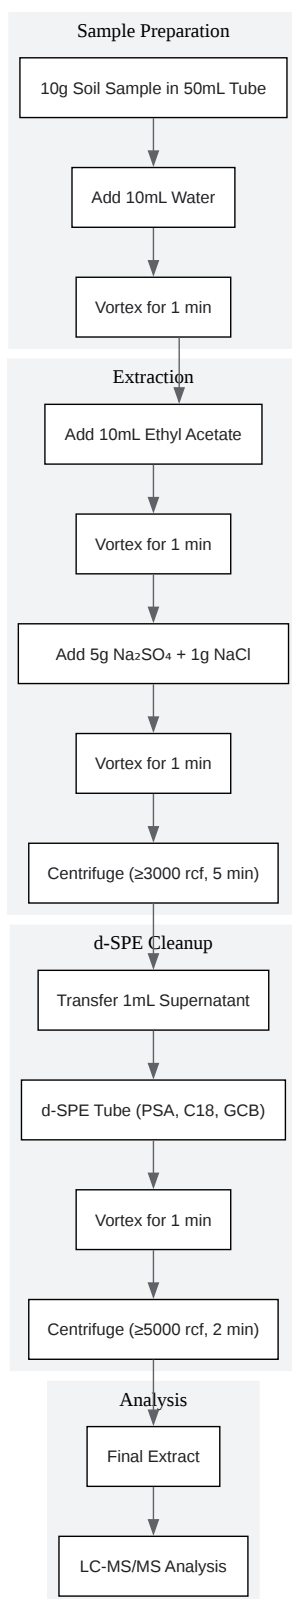 Sample Preparation
10g Soil Sample in 50mL Tube
Add 10mL Water
Vortex for 1 min
Extraction
Add 10mL Ethyl Acetate
Vortex for 1 min
Add 5g Na₂SO₄ + 1g NaCl
Vortex for 1 min
Centrifuge (≥3000 rcf, 5 min)
d-SPE Cleanup
Transfer 1mL Supernatant
d-SPE Tube (PSA, C18, GCB)
Vortex for 1 min
Centrifuge (≥5000 rcf, 2 min)
Analysis
Final Extract
LC-MS/MS Analysis